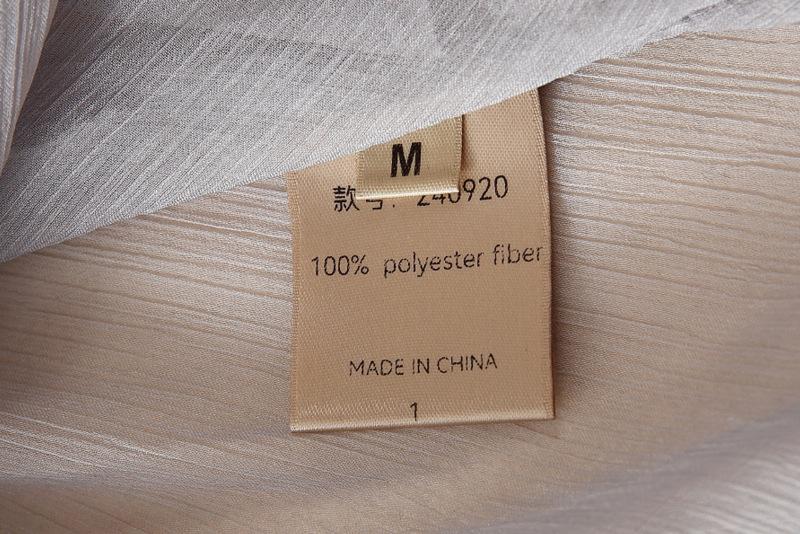 M
款号: 240920
100% polyester fiber
MADE IN CHINA
1